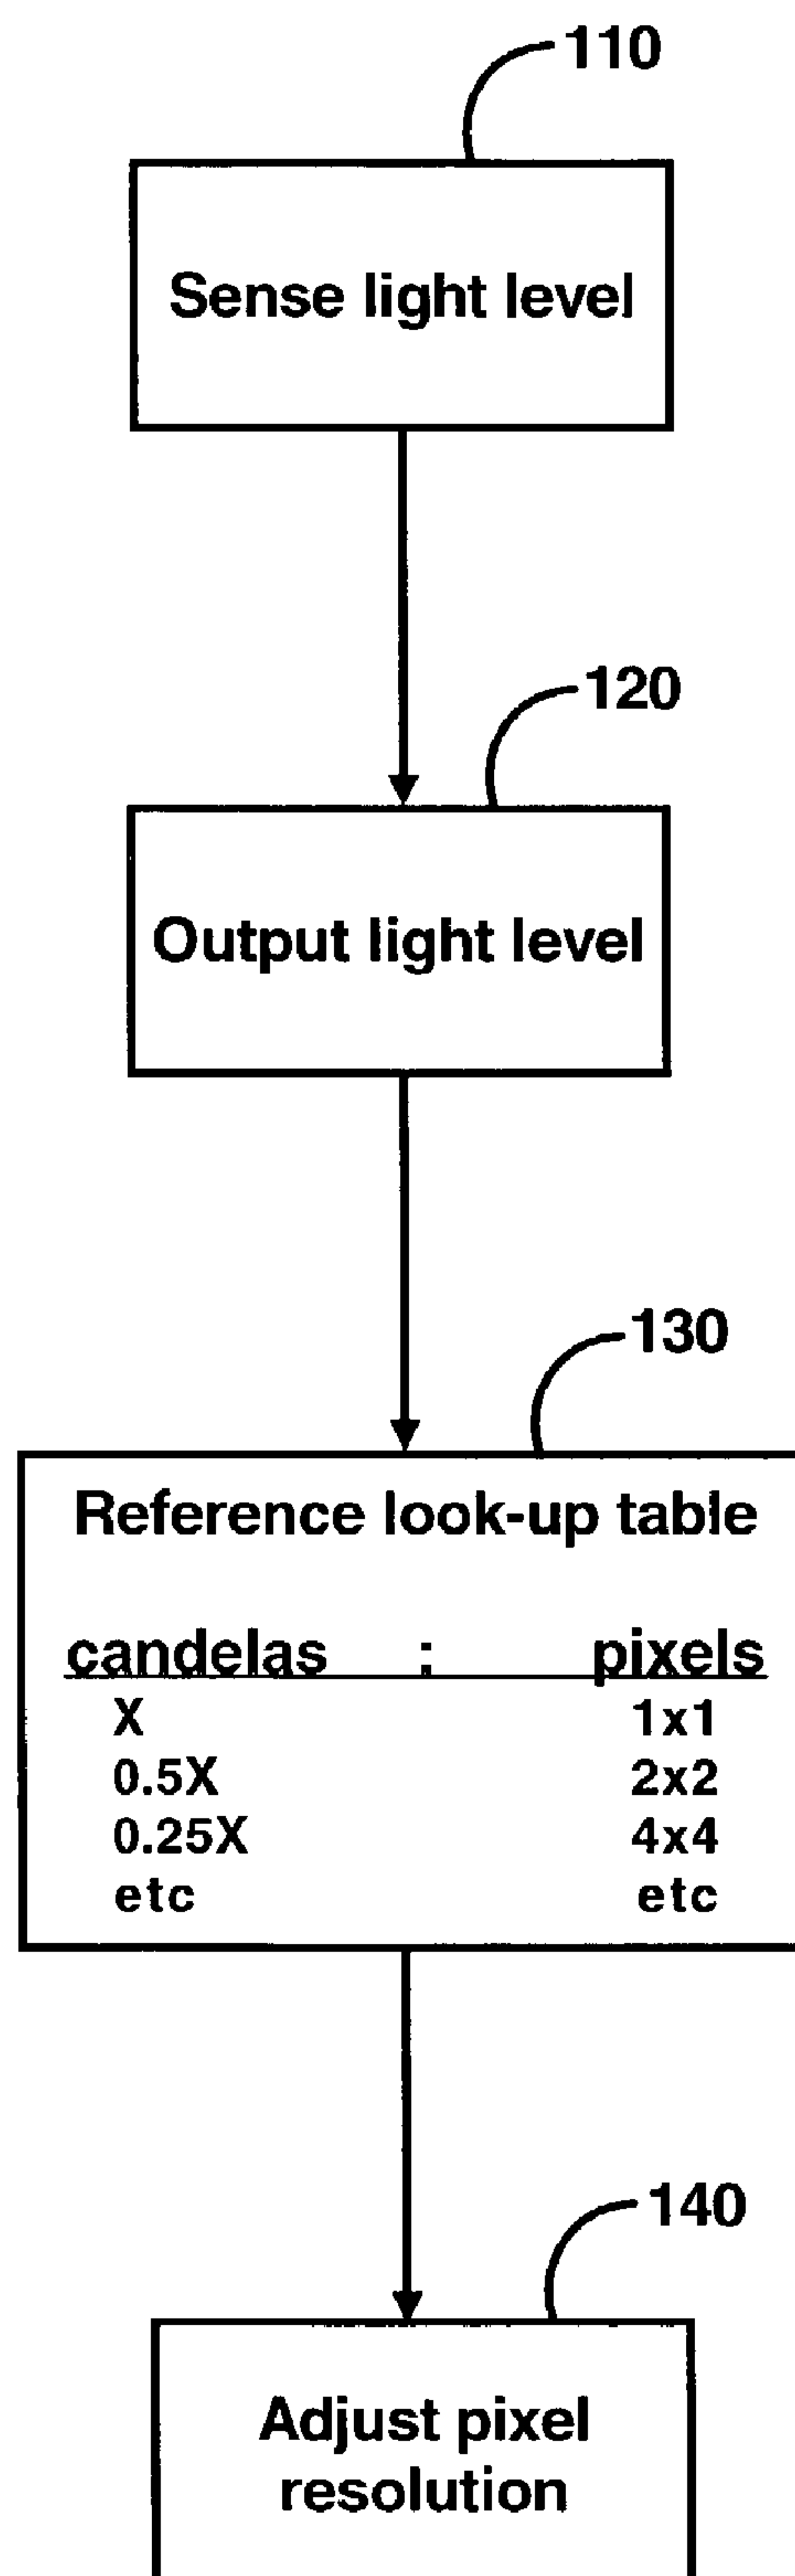 110
Sense light level
120
Output light level
130
Reference look-up table
candelas : pixels
X 1x1
0.5X 2x2
0.25X 4x4
etc etc
140
Adjust pixel
resolution